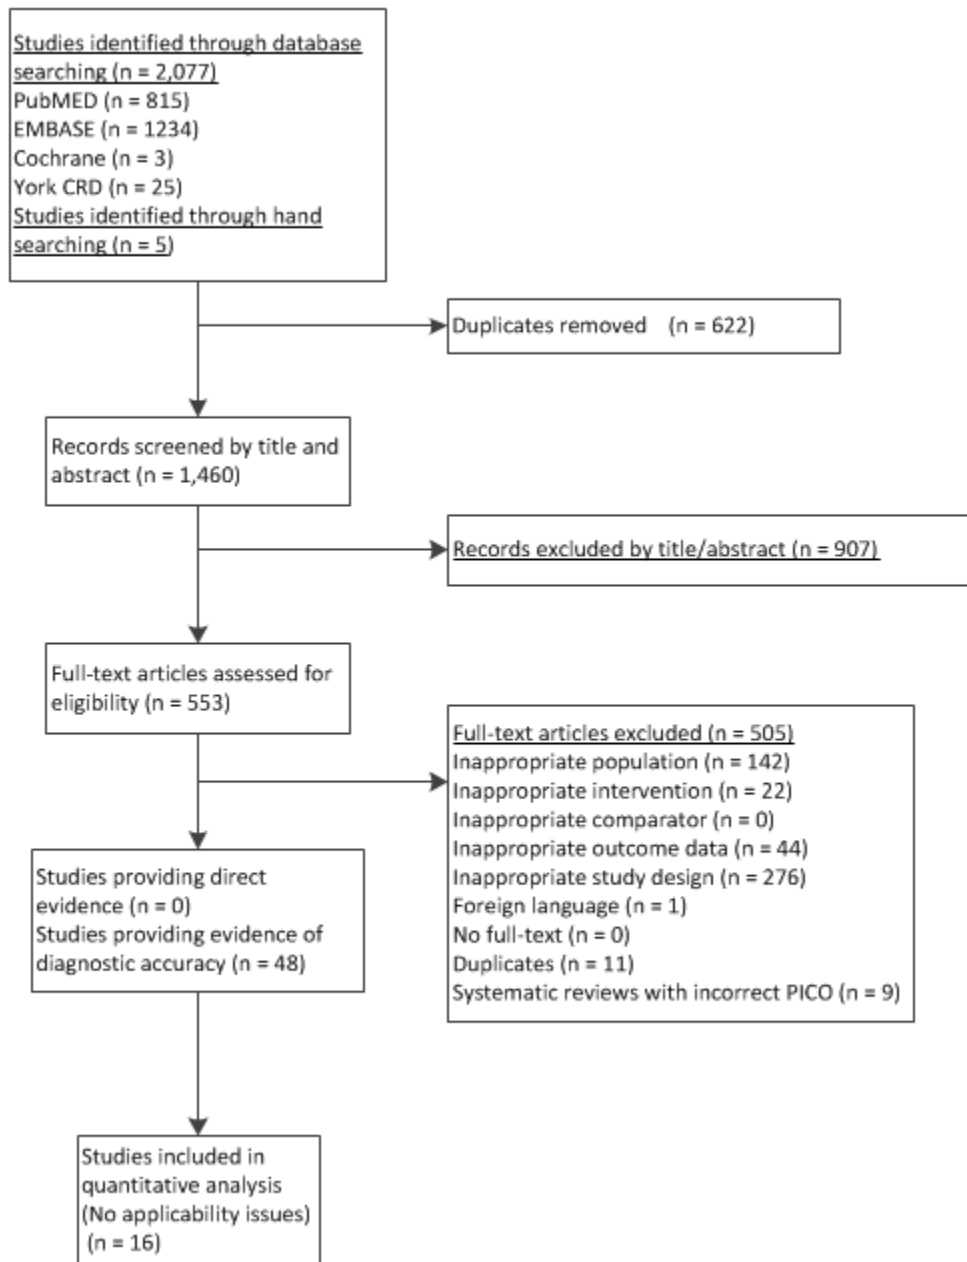 Studies identified through database
searching (n = 2,077)
PubMED (n = 815)
EMBASE (n = 1234)
Cochrane (n = 3)
York CRD (n = 25)
Studies identified through hand
searching (n = 5)
Duplicates removed (n = 622)
Records screened by title and
abstract (n = 1,460)
Records excluded by title/abstract (n = 907)
Full-text articles assessed for
eligibility (n = 553)
Full-text articles excluded (n = 505)
Inappropriate population (n = 142)
Inappropriate intervention (n = 22)
Inappropriate comparator (n = 0)
Inappropriate outcome data (n = 44)
Inappropriate study design (n = 276)
Foreign language (n = 1)
No full-text (n = 0)
Duplicates (n = 11)
Systematic reviews with incorrect PICO (n = 9)
Studies providing direct
evidence (n = 0)
Studies providing evidence of
diagnostic accuracy (n = 48)
Studies included in
quantitative analysis
(No applicability issues)
(n = 16)